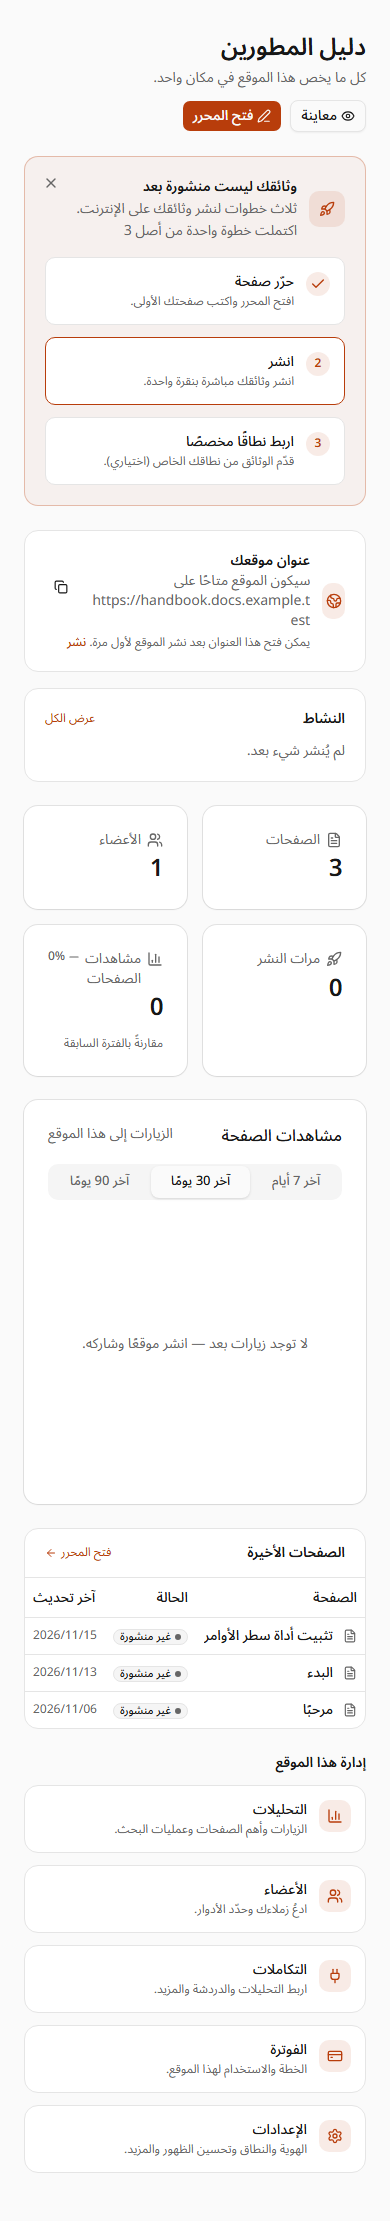 دليل المطورين
كل ما يخص هذا الموقع في مكان واحد.
معاينة
فتح المحرر
وثائقك ليست منشورة بعد
ثلاث خطوات لنشر وثائقك على الإنترنت.
اكتملت خطوة واحدة من أصل 3
حرّر صفحة
افتح المحرر واكتب صفحتك الأولى.
2
انشر
انشر وثائقك مباشرة بنقرة واحدة.
3
اربط نطاقًا مخصصًا
قدّم الوثائق من نطاقك الخاص (اختياري).
عنوان موقعك
سيكون الموقع متاحًا على
https://handbook.docs.example.t
est
يمكن فتح هذا العنوان بعد نشر الموقع لأول مرة. نشر
النشاط
عرض الكل
لم يُنشر شيء بعد.
الصفحات
3
الأعضاء
1
مرات النشر
0
مشاهدات
الصفحات
— 0%
0
مقارنةً بالفترة السابقة
مشاهدات الصفحة
الزيارات إلى هذا الموقع
آخر 7 أيام
آخر 30 يومًا
آخر 90 يومًا
لا توجد زيارات بعد — انشر موقعًا وشاركه.
الصفحات الأخيرة
فتح المحرر ←
الصفحة الحالة آخر تحديث
تثبيت أداة سطر الأوامر غير منشورة 2026/11/15
البدء غير منشورة 2026/11/13
مرحبًا غير منشورة 2026/11/06
إدارة هذا الموقع
التحليلات
الزيارات وأهم الصفحات وعمليات البحث.
الأعضاء
ادعُ زملاءك وحدّد الأدوار.
التكاملات
اربط التحليلات والدردشة والمزيد.
الفوترة
الخطة والاستخدام لهذا الموقع.
الإعدادات
الهوية والنطاق وتحسين الظهور والمزيد.